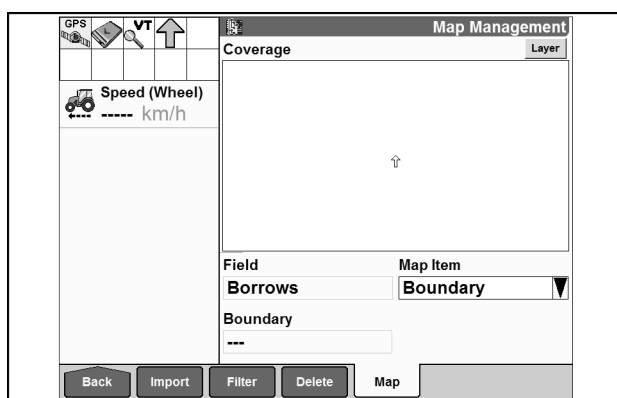 GPS L VT
Map Management
Coverage
Layer
Speed (Wheel)
----- km/h
Field
Map Item
Borrows
Boundary
Boundary
---
Back
Import
Filter
Delete
Map